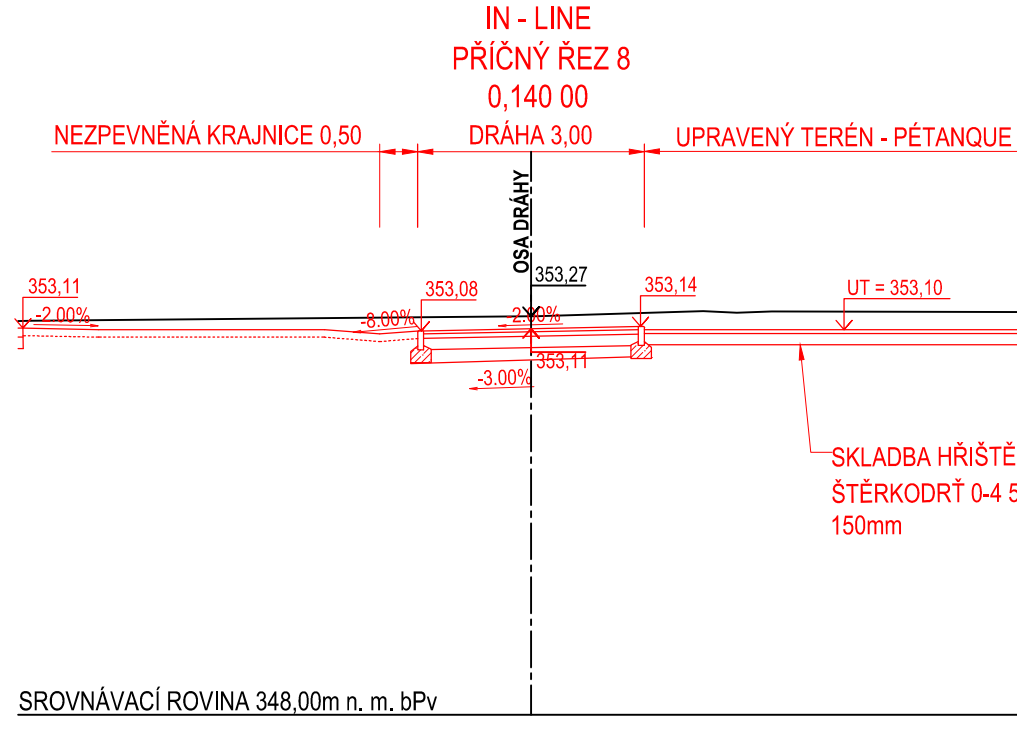 IN - LINE
PŘÍČNÝ ŘEZ 8
0,140 00
NEZPEVNĚNÁ KRAJNICE 0,50
DRÁHA 3,00
UPRAVENÝ TERÉN - PÉTANQUE
OSA DRÁHY
353,11
353,08
353,27
353,14
UT = 353,10
-2.00%
-8.00%
-2.00%
353,11
-3.00%
SKLADBA HŘIŠTĚ
ŠTĚRKODRŤ 0-4 5
150mm
SROVNÁVACÍ ROVINA 348,00m n. m. bPv